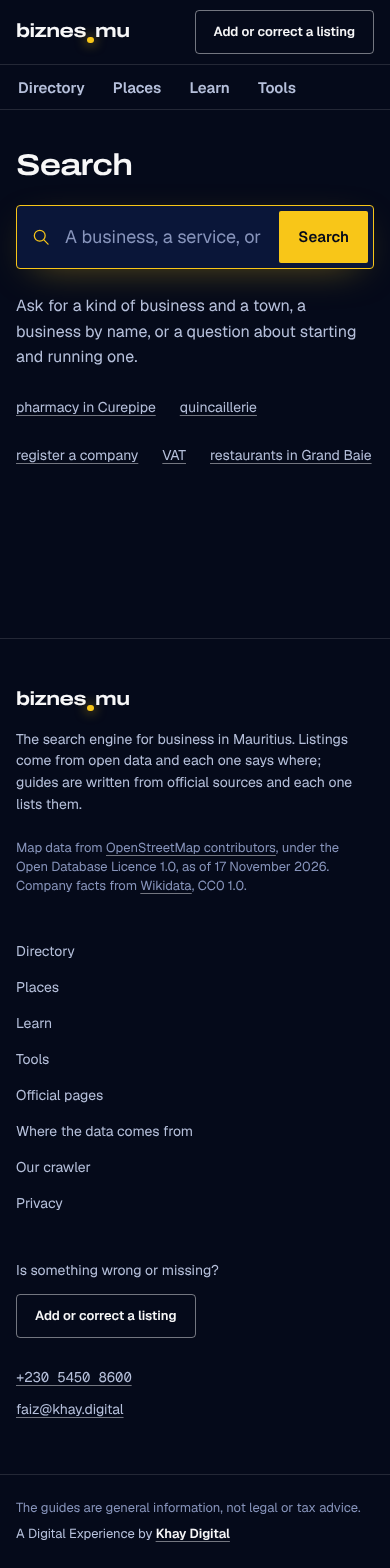 biznes.mu
Add or correct a listing
Directory Places Learn Tools
Search
A business, a service, or
Search
Ask for a kind of business and a town, a
business by name, or a question about starting
and running one.
pharmacy in Curepipe quincaillerie
register a company VAT restaurants in Grand Baie
biznes.mu
The search engine for business in Mauritius. Listings
come from open data and each one says where;
guides are written from official sources and each one
lists them.
Map data from OpenStreetMap contributors, under the
Open Database Licence 1.0, as of 17 November 2026.
Company facts from Wikidata, CC0 1.0.
Directory
Places
Learn
Tools
Official pages
Where the data comes from
Our crawler
Privacy
Is something wrong or missing?
Add or correct a listing
+230 5450 8600
faiz@khay.digital
The guides are general information, not legal or tax advice.
A Digital Experience by Khay Digital